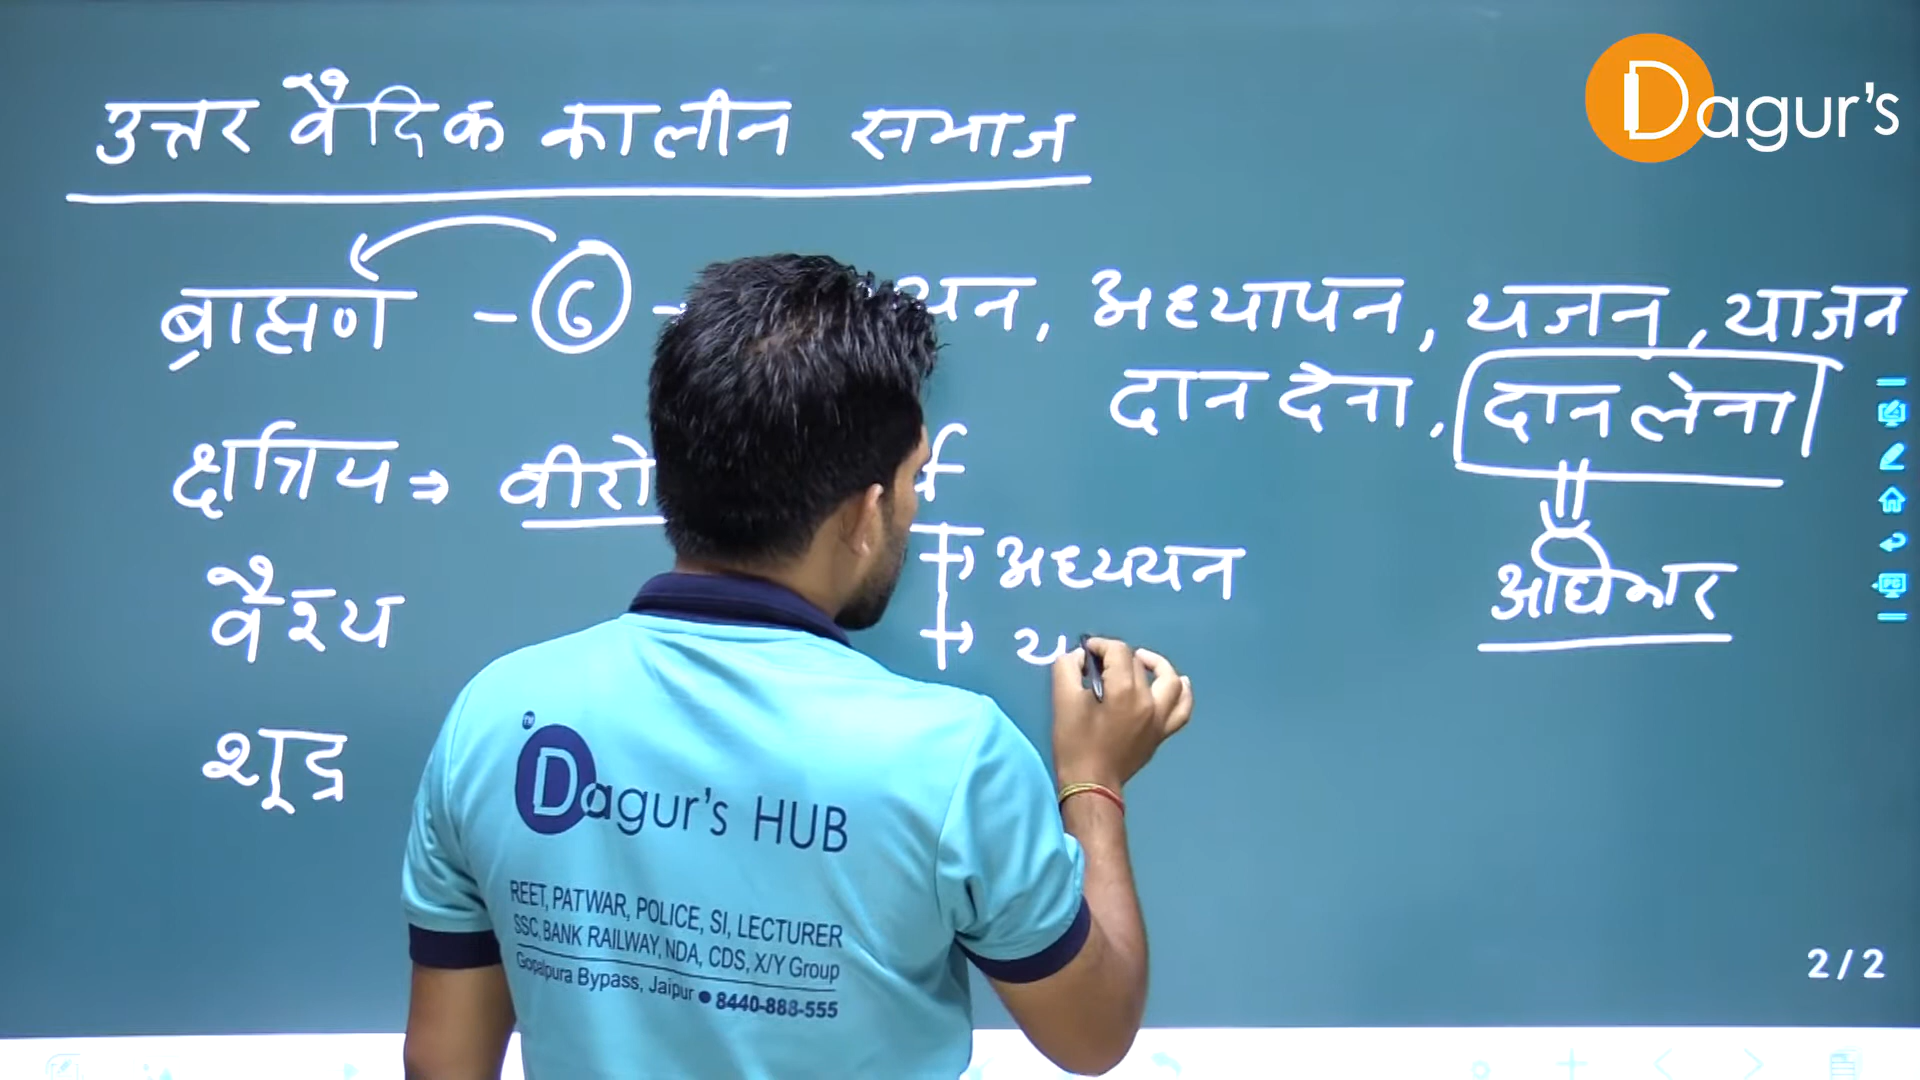 उत्तर वैदिक कालीन समाज
Dagur's
ब्राह्मण - 6 - यन, अध्यापन, यजन, याजन
दान देना, दान लेना
क्षत्रिय ⇒ वीरो
→ अध्ययन
वैश्य
→ य
अधिकार
शूद्र
Dagur's HUB
REET, PATWAR, POLICE, SI, LECTURER
SSC, BANK RAILWAY, NDA, CDS, X/Y Group
Gopalpura Bypass, Jaipur ● 8440-888-555
2/2